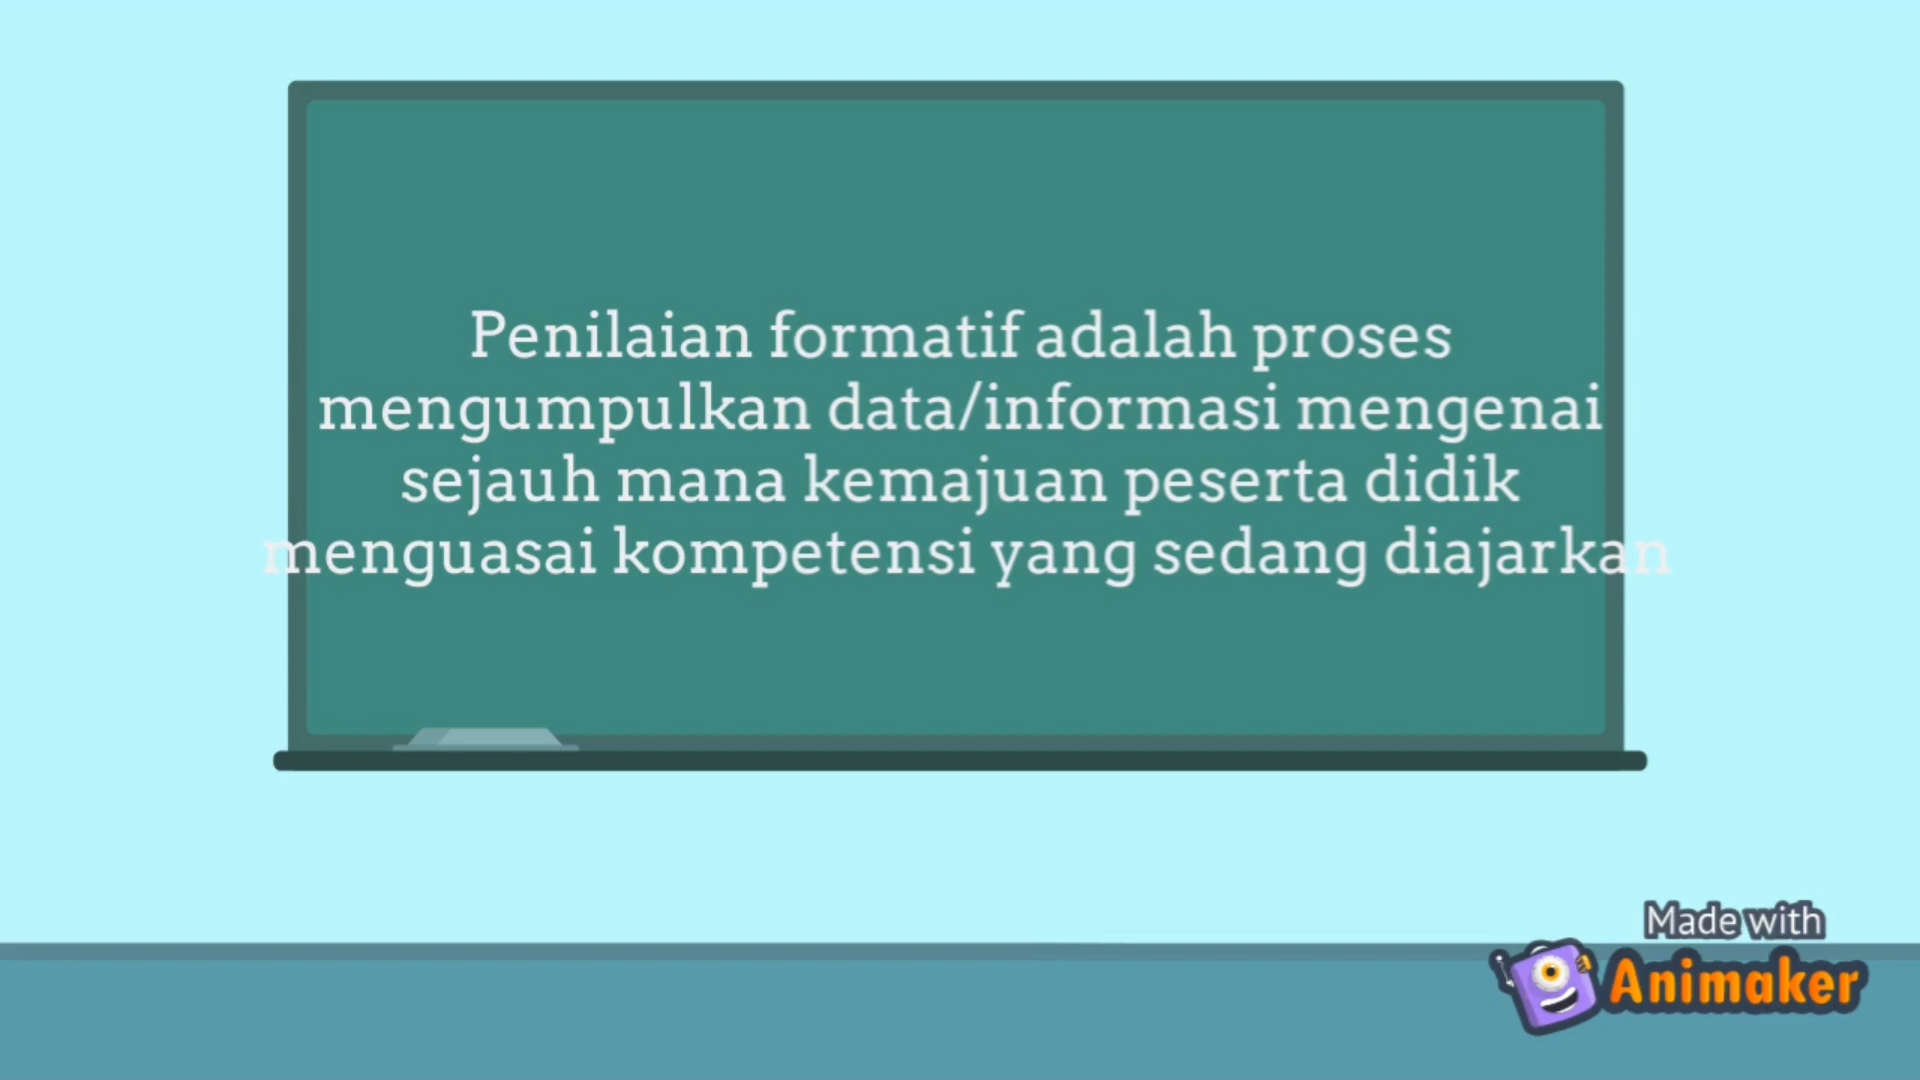 Penilaian formatif adalah proses
mengumpulkan data/informasi mengenai
sejauh mana kemajuan peserta didik
menguasai kompetensi yang sedang diajarkan
Made with
Animaker